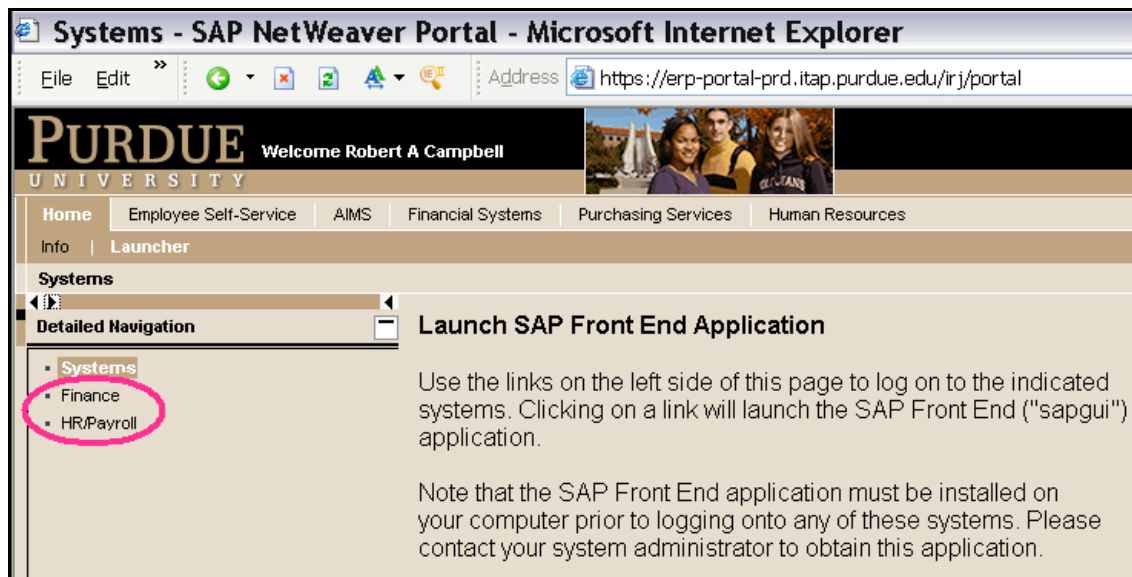 Systems - SAP NetWeaver Portal - Microsoft Internet Explorer
File Edit » Address https://erp-portal-prd.itap.purdue.edu/irj/portal
PURDUE
UNIVERSITY
Welcome Robert A Campbell
Home Employee Self-Service AIMS Financial Systems Purchasing Services Human Resources
Info | Launcher
Systems
Detailed Navigation
Systems
Finance
HR/Payroll
Launch SAP Front End Application
Use the links on the left side of this page to log on to the indicated
systems. Clicking on a link will launch the SAP Front End ("sapgui")
application.
Note that the SAP Front End application must be installed on
your computer prior to logging onto any of these systems. Please
contact your system administrator to obtain this application.